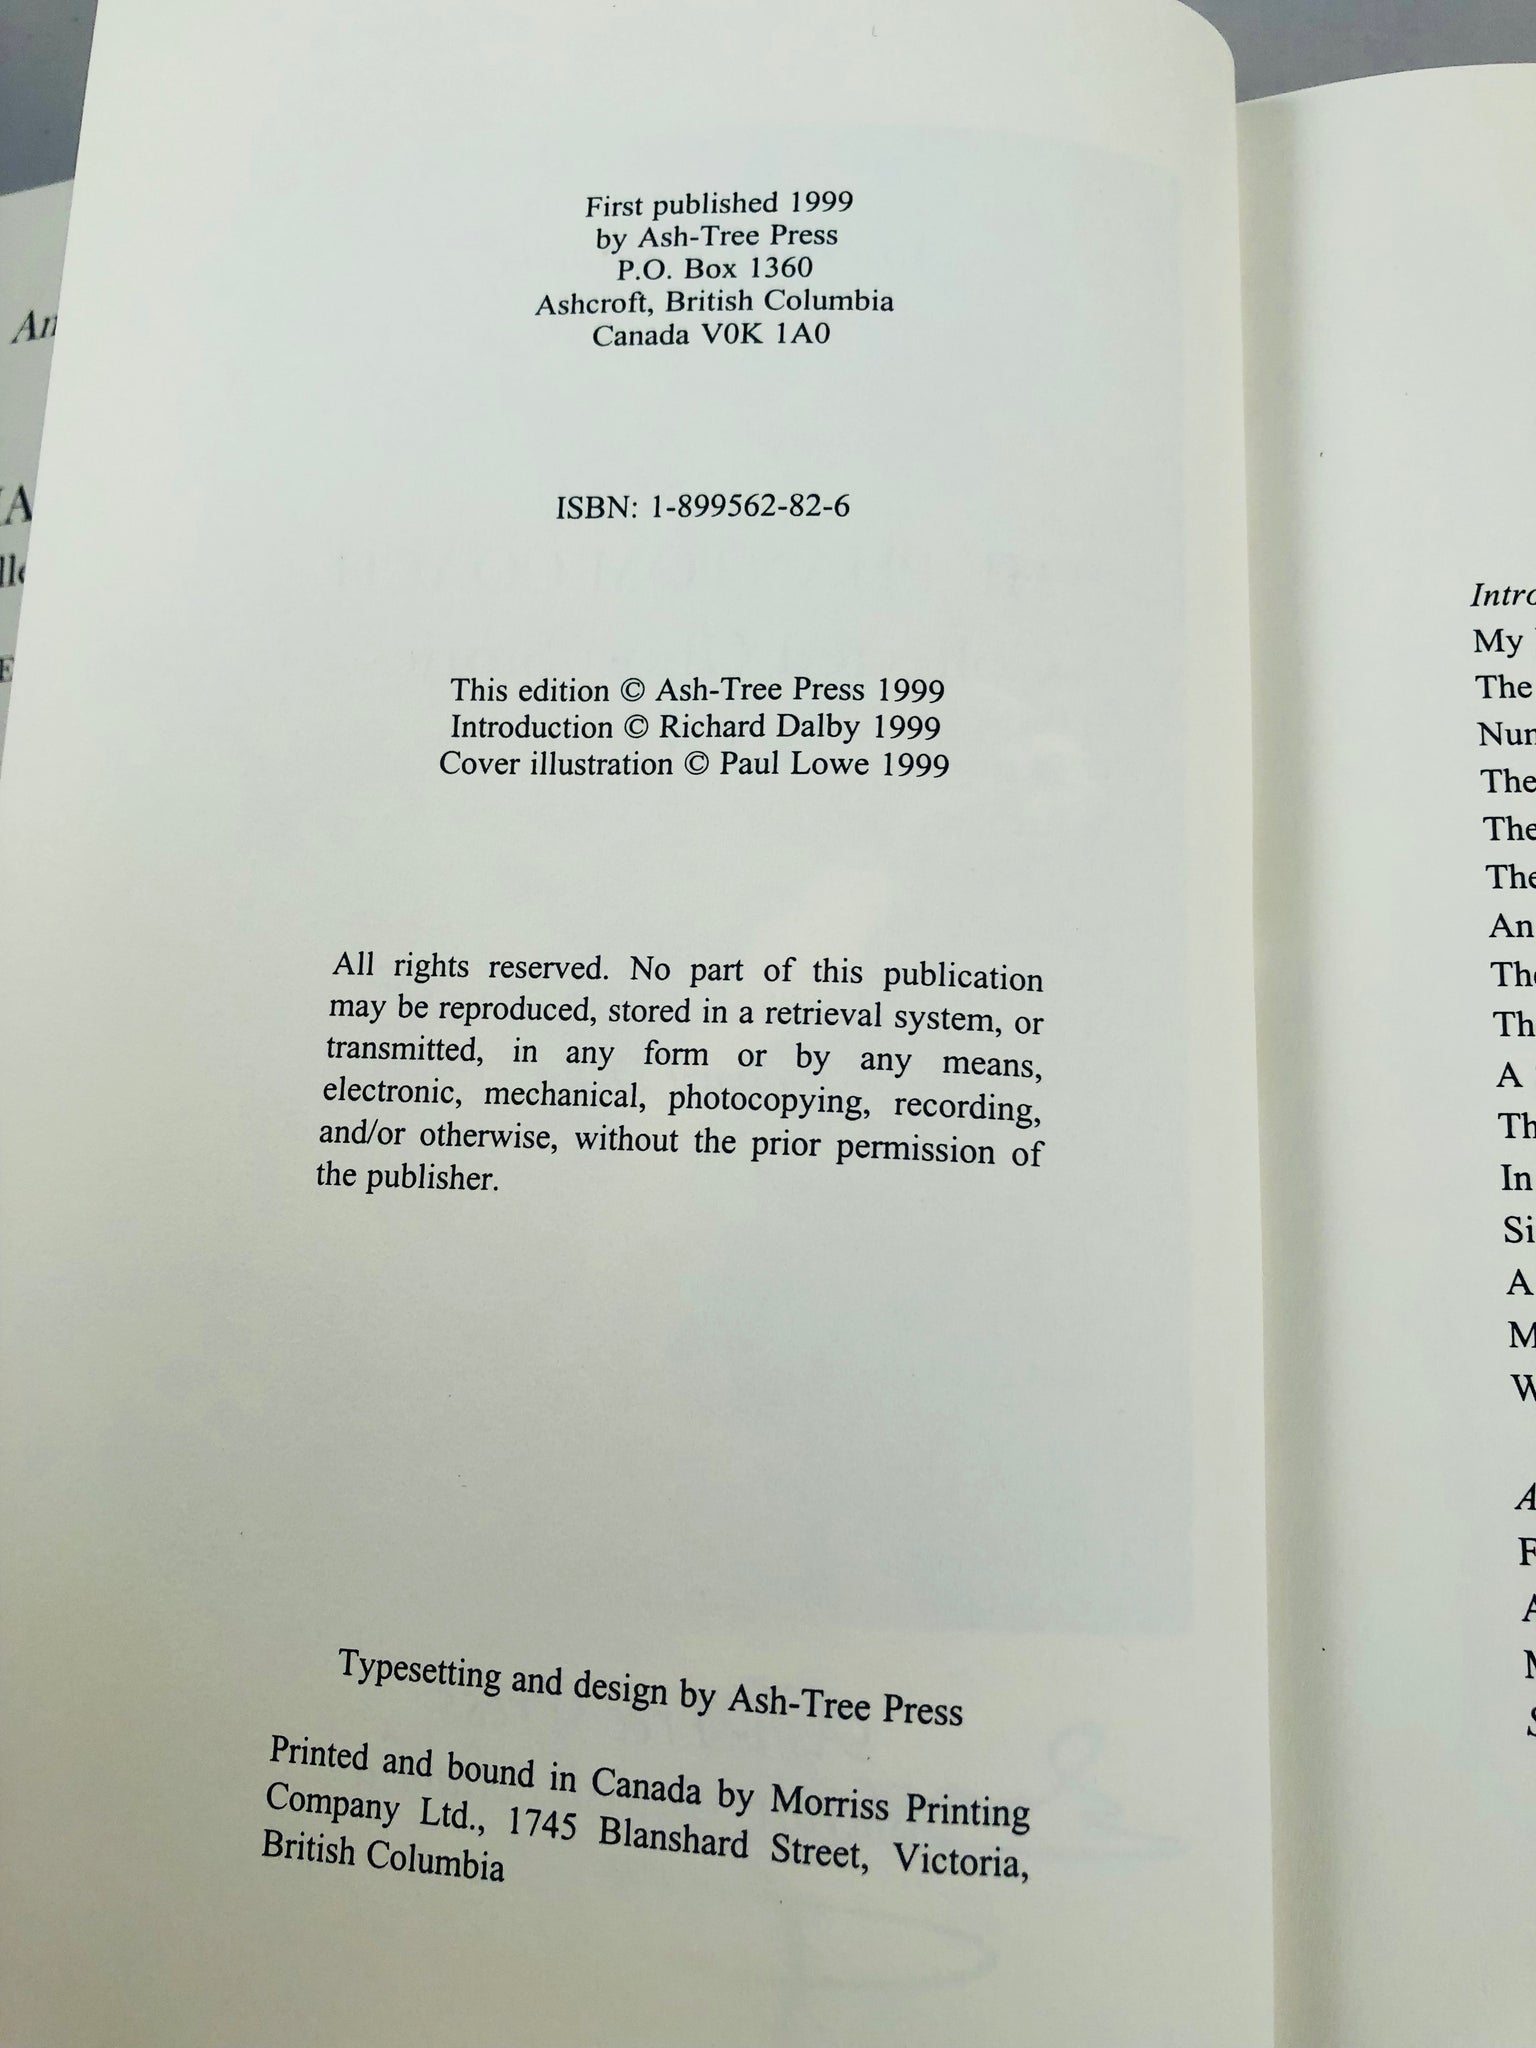 First published 1999
by Ash-Tree Press
P.O. Box 1360
Ashcroft, British Columbia
Canada V0K 1A0
ISBN: 1-899562-82-6
This edition © Ash-Tree Press 1999
Introduction © Richard Dalby 1999
Cover illustration © Paul Lowe 1999
All rights reserved. No part of this publication
may be reproduced, stored in a retrieval system, or
transmitted, in any form or by any means,
electronic, mechanical, photocopying, recording,
and/or otherwise, without the prior permission of
the publisher.
Typesetting and design by Ash-Tree Press
Printed and bound in Canada by Morriss Printing
Company Ltd., 1745 Blanshard Street, Victoria,
British Columbia
My
The
The
The
The
An
A
In
A